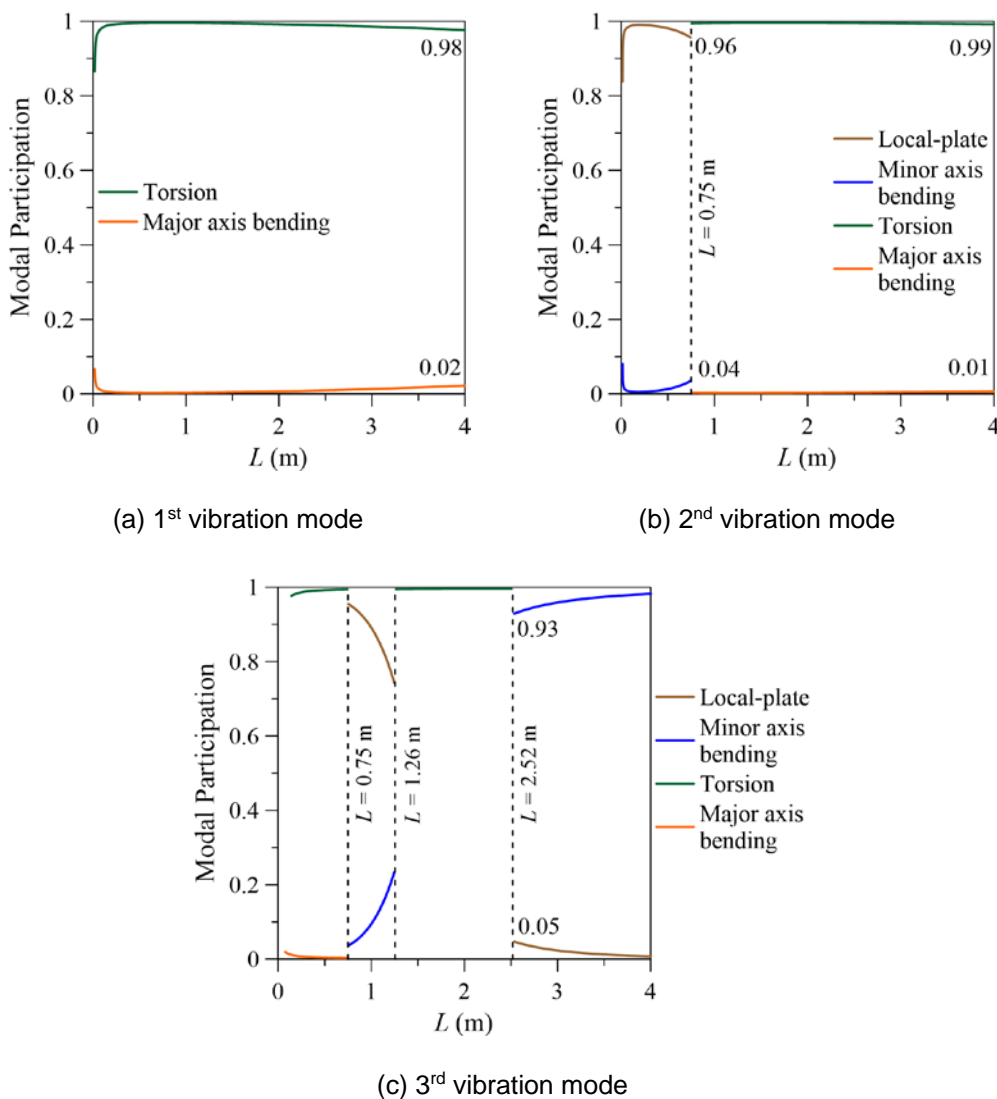 1
0.8
0.6
0.4
0.2
0
Modal Participation
0.98
Torsion
Major axis bending
0.02
0 1 2 3 4
L (m)
(a) 1st vibration mode
1
0.8
0.6
0.4
0.2
0
Modal Participation
0.96
0.99
L = 0.75 m
Local-plate
Minor axis
bending
Torsion
Major axis
bending
0.04
0.01
0 1 2 3 4
L (m)
(b) 2nd vibration mode
1
0.8
0.6
0.4
0.2
0
Modal Participation
0.93
L = 0.75 m
L = 1.26 m
L = 2.52 m
0.05
Local-plate
Minor axis
bending
Torsion
Major axis
bending
0 1 2 3 4
L (m)
(c) 3rd vibration mode